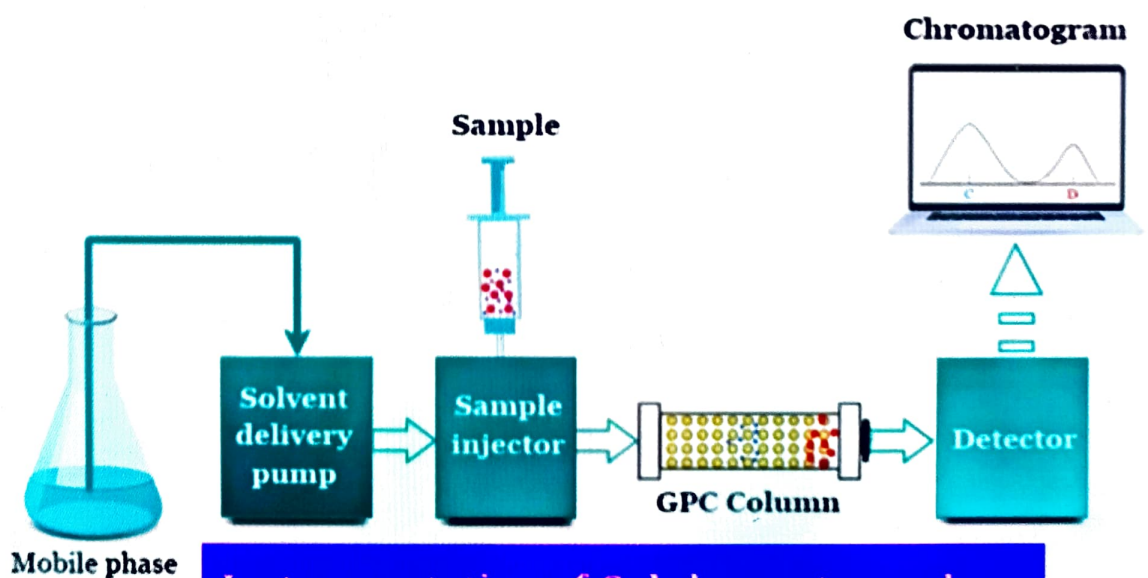 Chromatogram
C
D
Sample
Solvent
delivery
pump
Sample
injector
Detector
GPC Column
Mobile phase